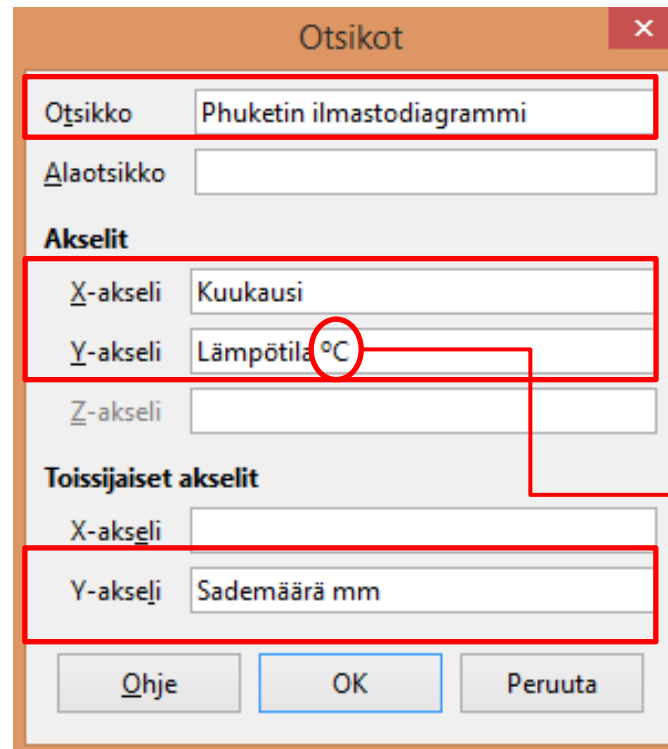 Otsikot
Otsikko Phuketin ilmastodiagrammi
Alaotsikko
Akselit
X-akseli Kuukausi
Y-akseli Lämpötila ºC
Z-akseli
Toissijaiset akselit
X-akseli
Y-akseli Sademäärä mm
Ohje OK Peruuta